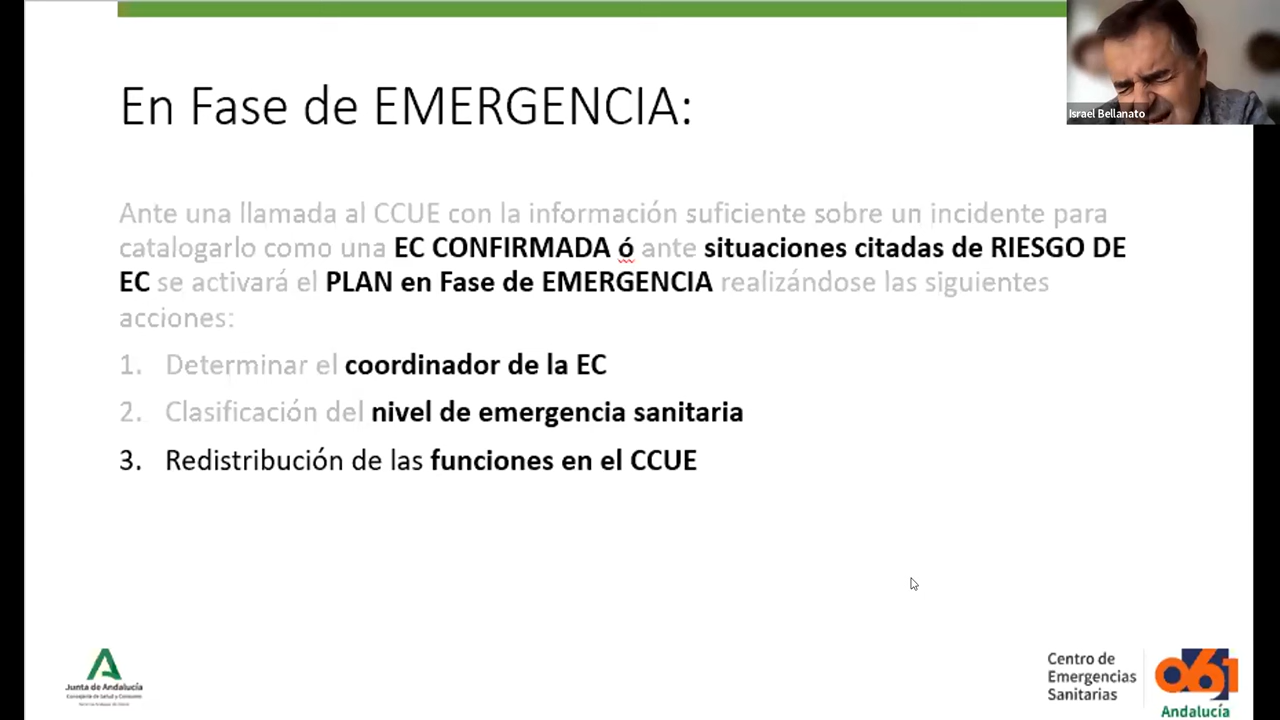 En Fase de EMERGENCIA:
Israel Bellanato
Ante una llamada al CCUE con la información suficiente sobre un incidente para
catalogarlo como una EC CONFIRMADA ó ante situaciones citadas de RIESGO DE
EC se activará el PLAN en Fase de EMERGENCIA realizándose las siguientes
acciones:
1. Determinar el coordinador de la EC
2. Clasificación del nivel de emergencia sanitaria
3. Redistribución de las funciones en el CCUE
Junta de Andalucía
Consejería de Salud y Consumo
Servicio Andaluz de Salud
Centro de
Emergencias
Sanitarias
061
Andalucía